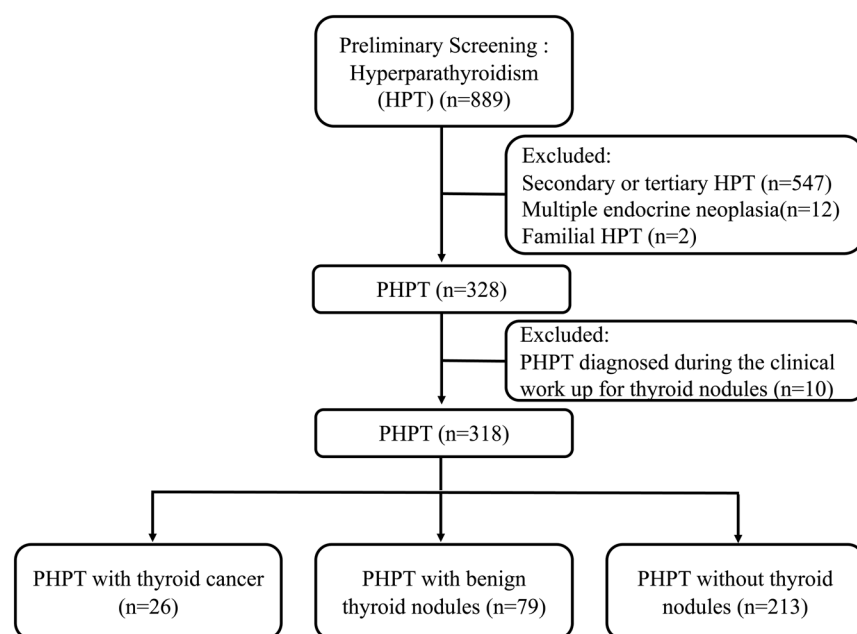 Preliminary Screening :
Hyperparathyroidism
(HPT) (n=889)
Excluded:
Secondary or tertiary HPT (n=547)
Multiple endocrine neoplasia(n=12)
Familial HPT (n=2)
PHPT (n=328)
Excluded:
PHPT diagnosed during the clinical
work up for thyroid nodules (n=10)
PHPT (n=318)
PHPT with thyroid cancer
(n=26)
PHPT with benign
thyroid nodules (n=79)
PHPT without thyroid
nodules (n=213)